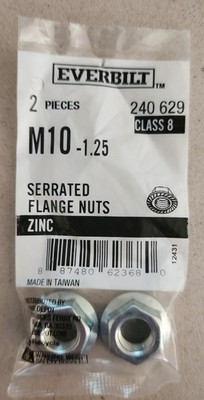 EVERBILT™
2 PIECES 240 629
CLASS 8
M10 -1.25
SERRATED
FLANGE NUTS
ZINC
12431
8 87480 62368 0
MADE IN TAIWAN